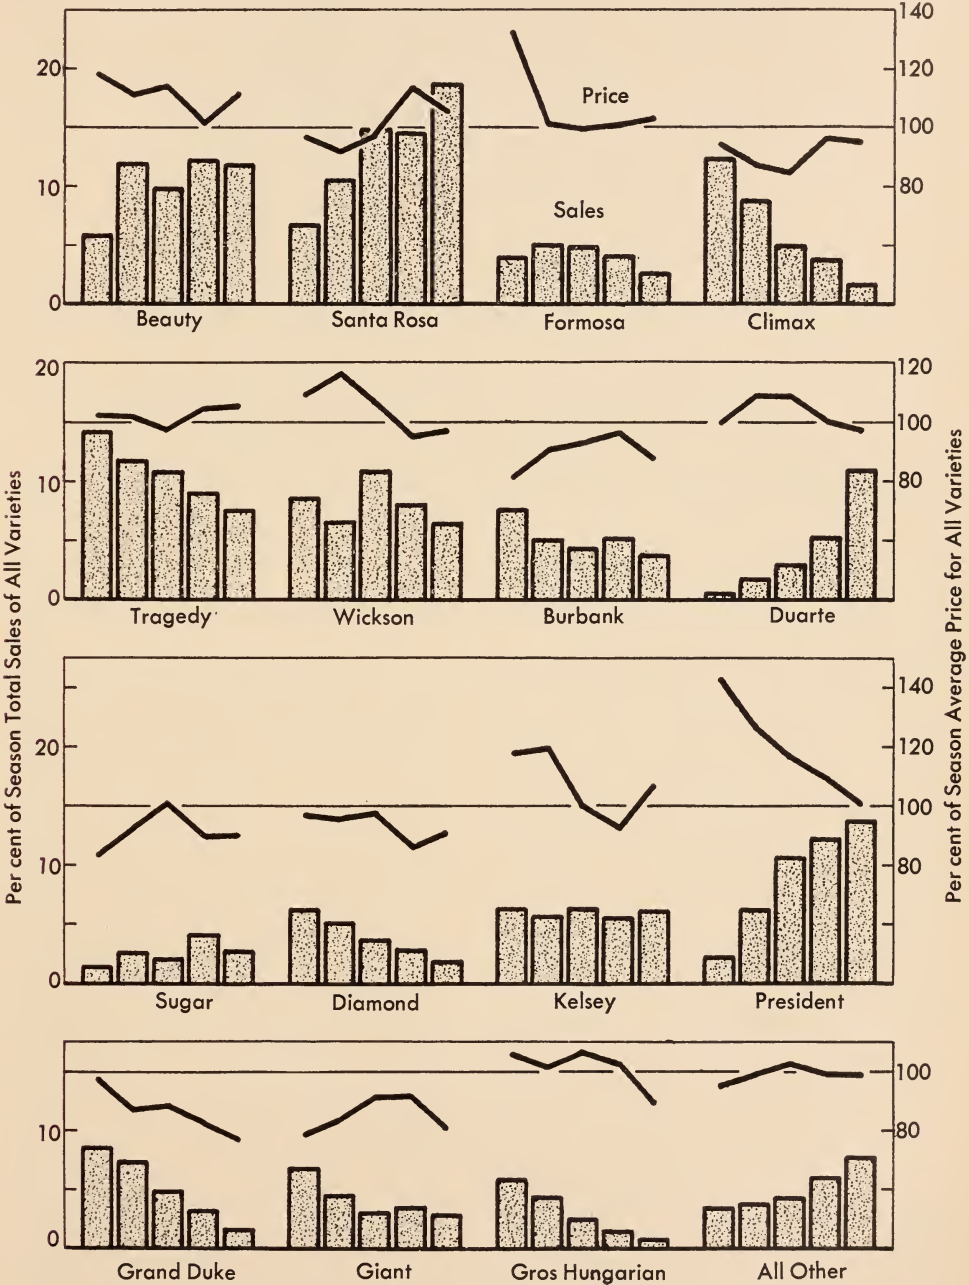 140
20
120
Price
100
10
80
Sales
0
Beauty
Santa Rosa
Formosa
Climax
20
120
100
10
80
0
Tragedy
Wickson
Burbank
Duarte
Per cent of Season Total Sales of All Varieties
Per cent of Season Average Price for All Varieties
140
20
120
100
10
80
0
Sugar
Diamond
Kelsey
President
100
10
80
0
Grand Duke
Giant
Gros Hungarian
All Other